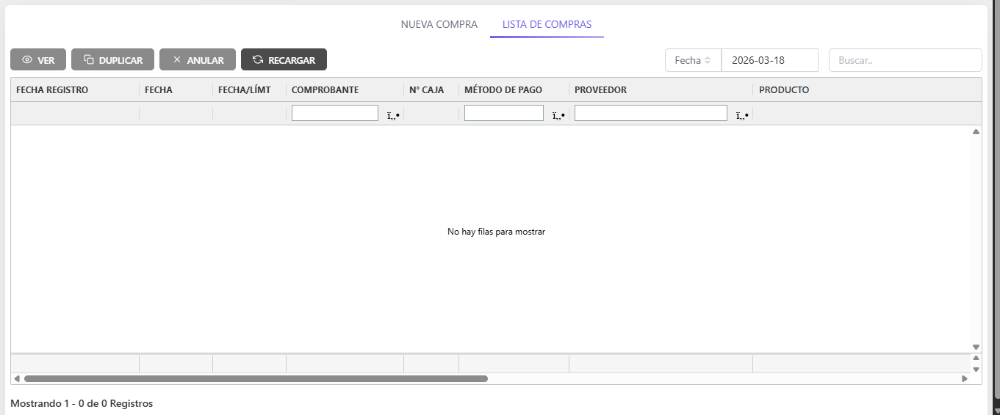 NUEVA COMPRA LISTA DE COMPRAS
VER DUPLICAR ANULAR RECARGAR Fecha 2026-03-18 Buscar..
FECHA REGISTRO FECHA FECHA/LÍMT COMPROBANTE N° CAJA MÉTODO DE PAGO PROVEEDOR PRODUCTO
ï„• ï„• ï„•
No hay filas para mostrar
Mostrando 1 - 0 de 0 Registros